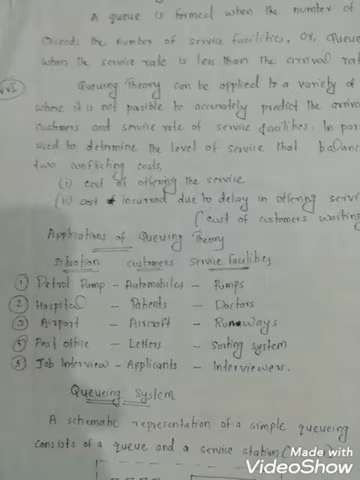 A queue is formed when the number of
exceeds the number of service facilities. Or, Queue
when the service rate is less than the arrival rat
Queuing Theory can be applied to a variety of
where it is not possible to accurately predict the arriva
customers and service rate of service facilities. In par
used to determine the level of service that balanc
two conflicting costs,
(i) cost of offering the service
(ii) cost incurred due to delay in offering servi
(cost of customers waiting
Applications of Queuing Theory
Situation customers service facilities
① Petrol Pump - Automobiles - Pumps
② Hospital - Patients - Doctors
③ Airport - Aircraft - Runways
④ Post office - Letters - Sorting system
⑤ Job Interview - Applicants - Interviewers.
Queueing System
A schematic representation of a simple queueing
consists of a queue and a service station
Made with
VideoShow